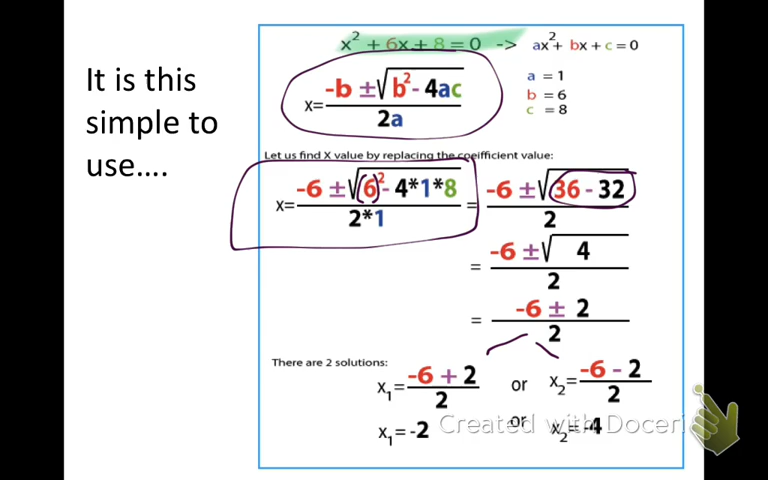 It is this
simple to
use....
x² + 6x + 8 = 0 -> ax² + bx + c = 0
a = 1
b = 6
c = 8
x= -b ±√b² - 4ac / 2a
Let us find X value by replacing the coeifficient value:
x= -6 ±√(6)² - 4*1*8 / 2*1 = -6 ±√36 - 32 / 2
= -6 ±√ 4 / 2
= -6 ± 2 / 2
There are 2 solutions:
x₁= -6 + 2 / 2 or x₂= -6 - 2 / 2
x₁= -2 or x₂= -4
Created with Doceri